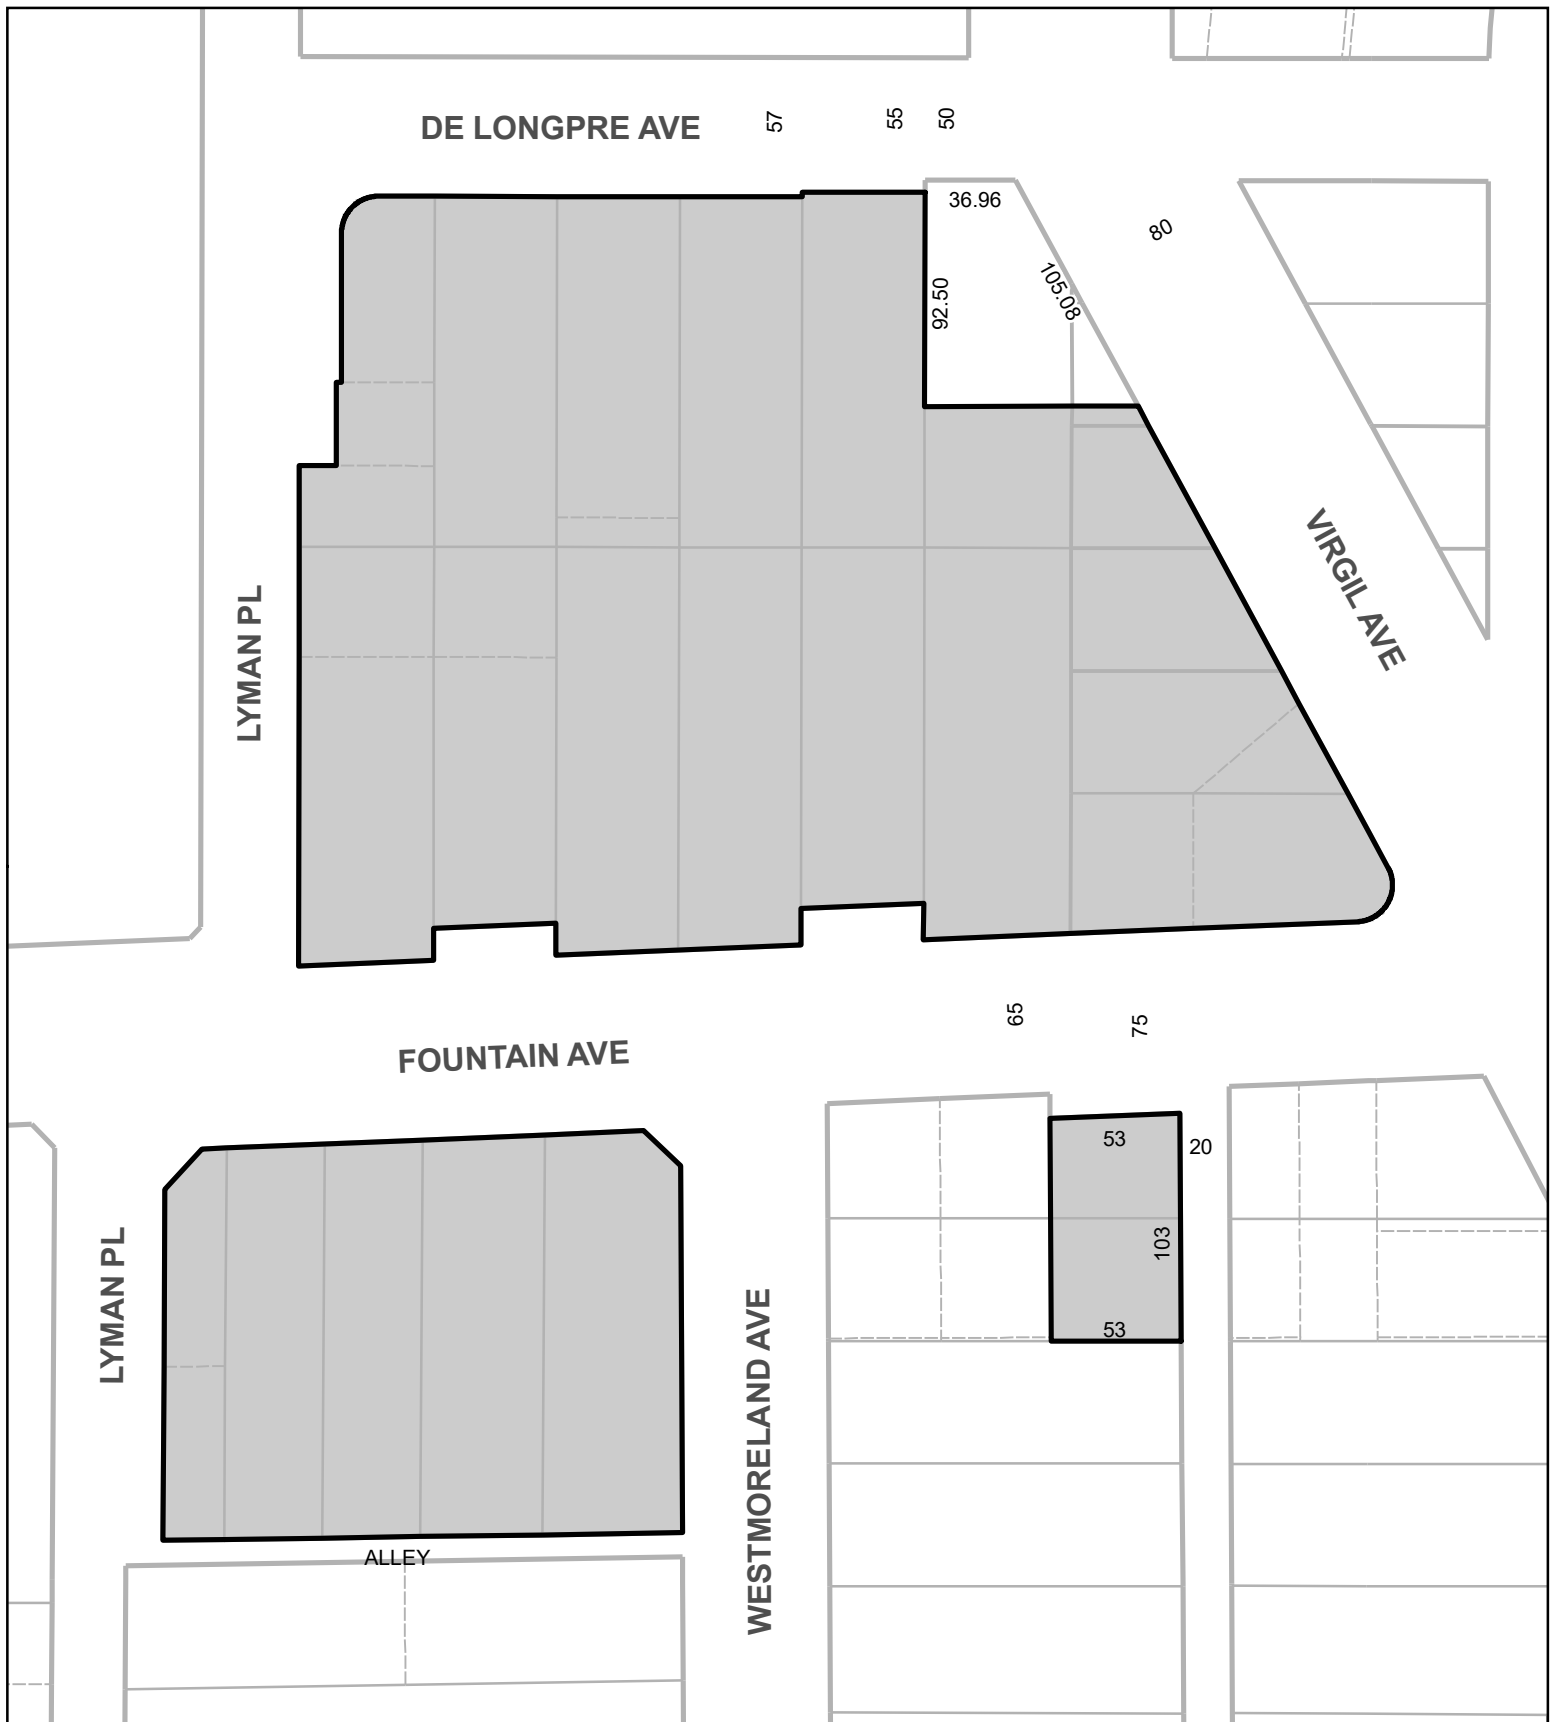 DE LONGPRE AVE
57
55
50
36.96
80
92.50
105.08
VIRGIL AVE
LYMAN PL
65
75
FOUNTAIN AVE
53
20
103
53
LYMAN PL
WESTMORELAND AVE
ALLEY